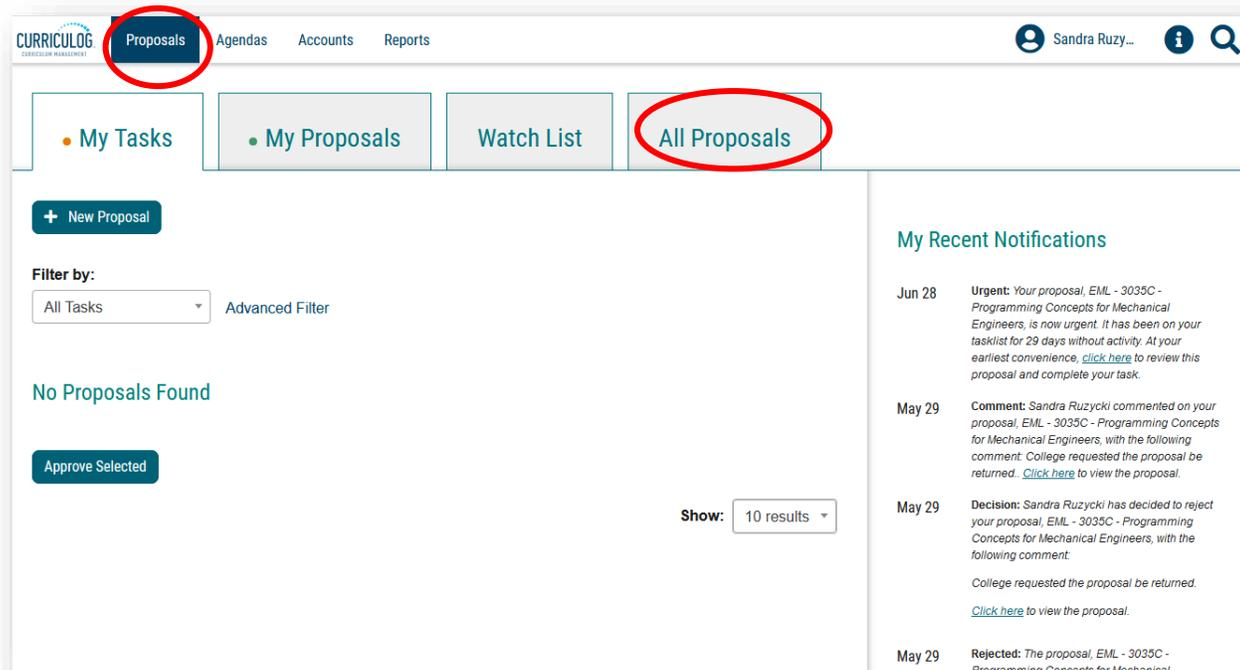 CURRICULOG
CURRICULUM MANAGEMENT
Proposals
Agendas
Accounts
Reports
Sandra Ruzy...
My Tasks
My Proposals
Watch List
All Proposals
New Proposal
Filter by:
All Tasks
Advanced Filter
No Proposals Found
Approve Selected
Show:
10 results
My Recent Notifications
Jun 28
Urgent: Your proposal, EML - 3035C -
Programming Concepts for Mechanical
Engineers, is now urgent. It has been on your
tasklist for 29 days without activity. At your
earliest convenience, click here to review this
proposal and complete your task.
May 29
Comment: Sandra Ruzycki commented on your
proposal, EML - 3035C - Programming Concepts
for Mechanical Engineers, with the following
comment: College requested the proposal be
returned.. Click here to view the proposal.
May 29
Decision: Sandra Ruzycki has decided to reject
your proposal, EML - 3035C - Programming
Concepts for Mechanical Engineers, with the
following comment:
College requested the proposal be returned.
Click here to view the proposal.
May 29
Rejected: The proposal, EML - 3035C -
Programming Concepts for Mechanical